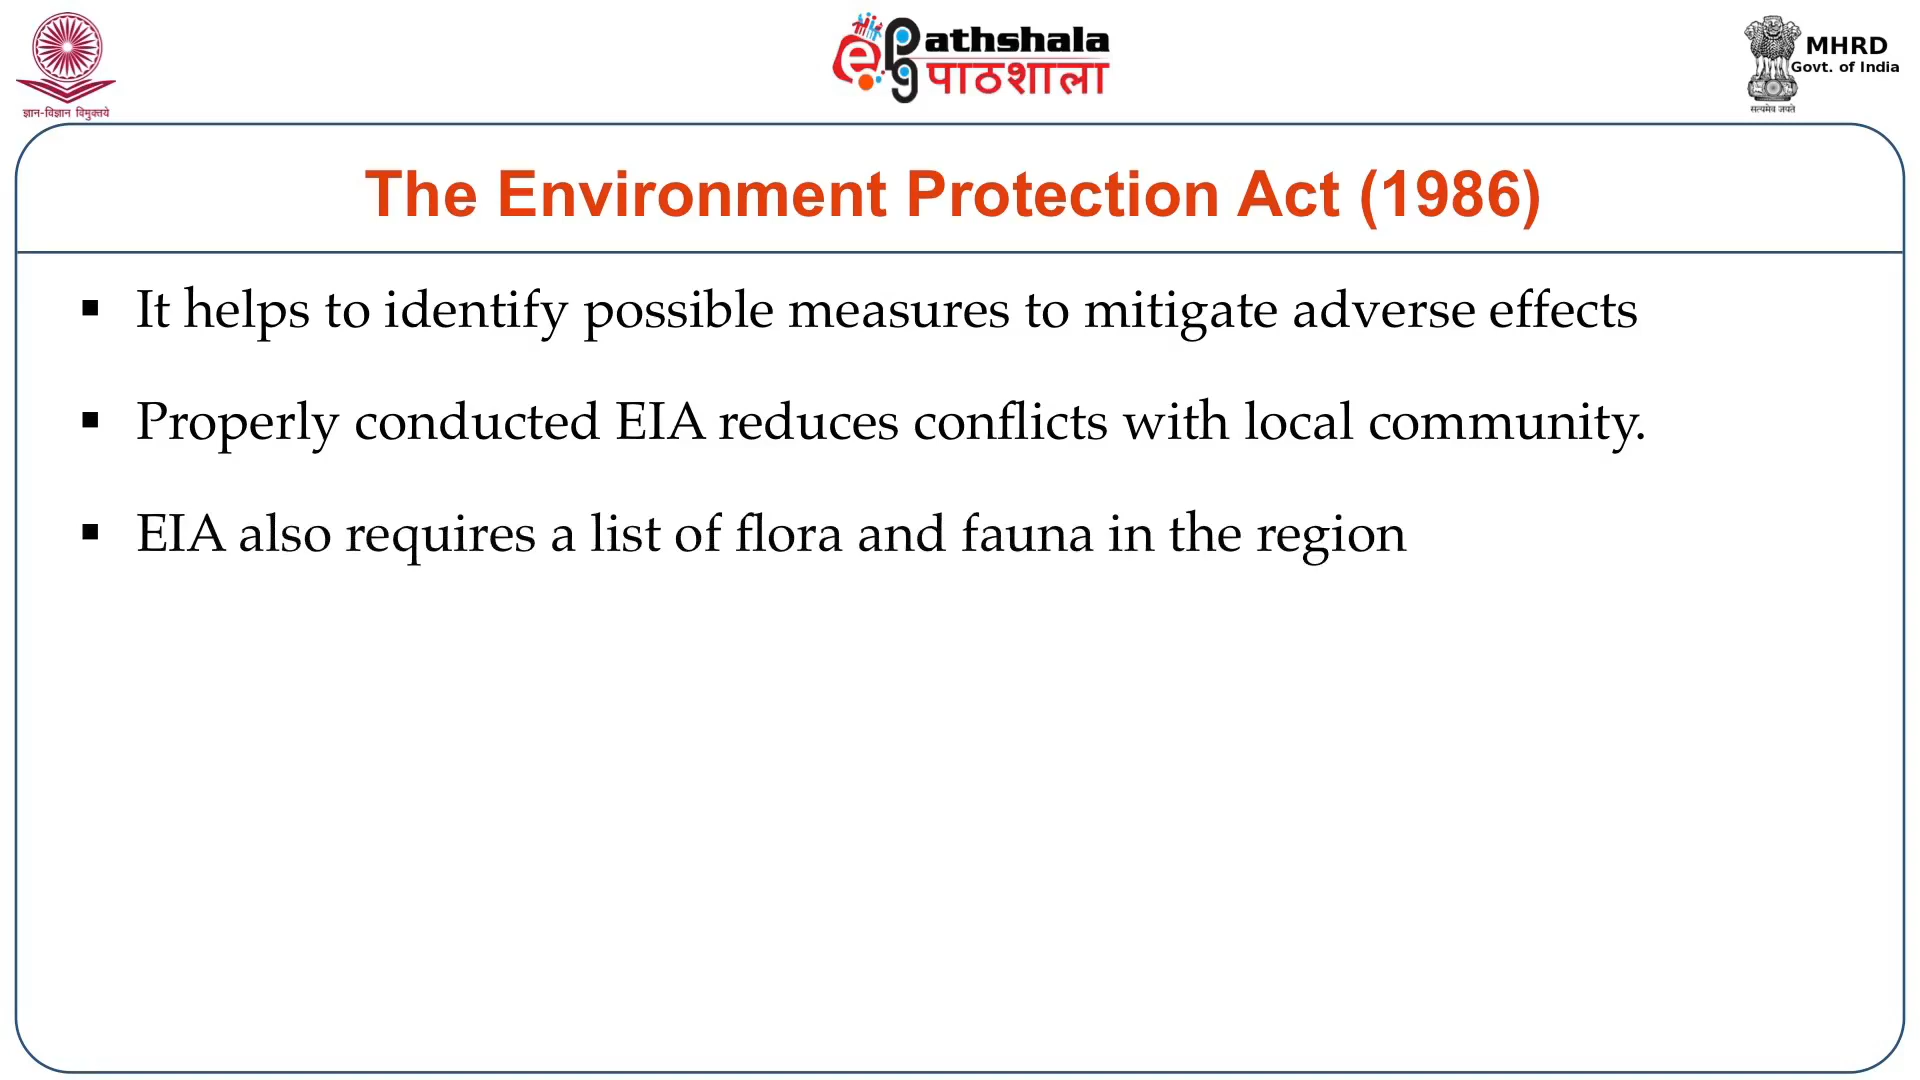 ज्ञान-विज्ञान विमुक्तये
ePathshala
पाठशाला
MHRD
Govt. of India
सत्यमेव जयते
The Environment Protection Act (1986)
▪ It helps to identify possible measures to mitigate adverse effects
▪ Properly conducted EIA reduces conflicts with local community.
▪ EIA also requires a list of flora and fauna in the region